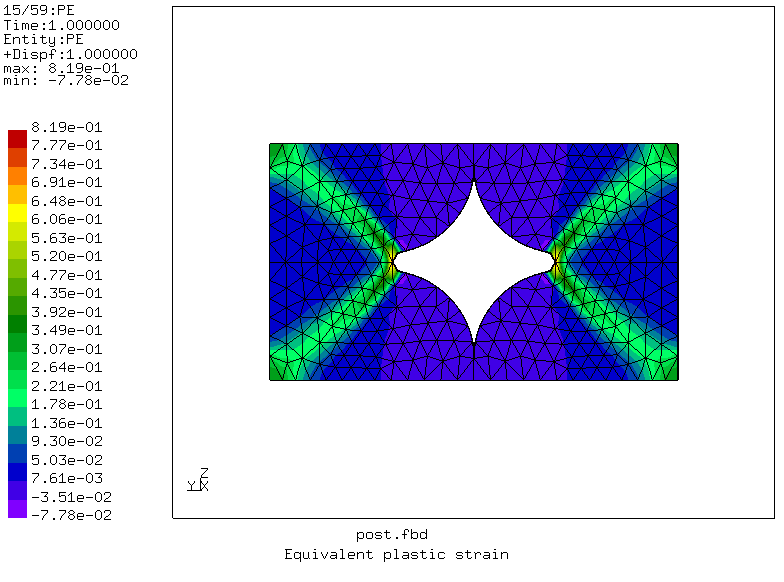 15/59:PE
Time:1.000000
Entity:PE
+Dispf:1.000000
max: 8.19e-01
min: -7.78e-02
8.19e-01
7.77e-01
7.34e-01
6.91e-01
6.48e-01
6.06e-01
5.63e-01
5.20e-01
4.77e-01
4.35e-01
3.92e-01
3.49e-01
3.07e-01
2.64e-01
2.21e-01
1.78e-01
1.36e-01
9.30e-02
5.03e-02
7.61e-03
-3.51e-02
-7.78e-02
Z
Y X
post.fbd
Equivalent plastic strain